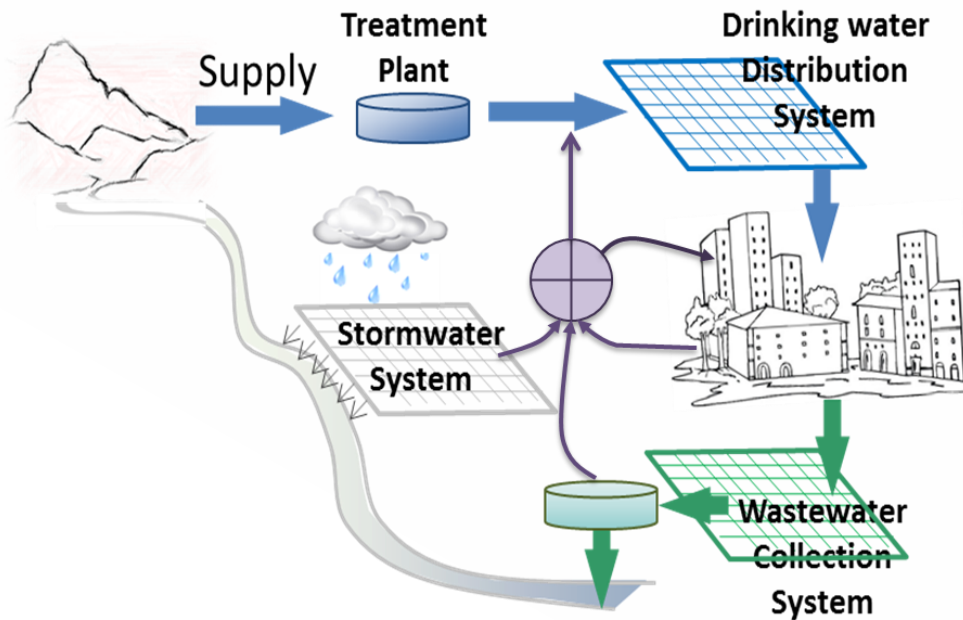 Supply
Treatment
Plant
Drinking water
Distribution
System
Stormwater
System
Wastewater
Collection
System